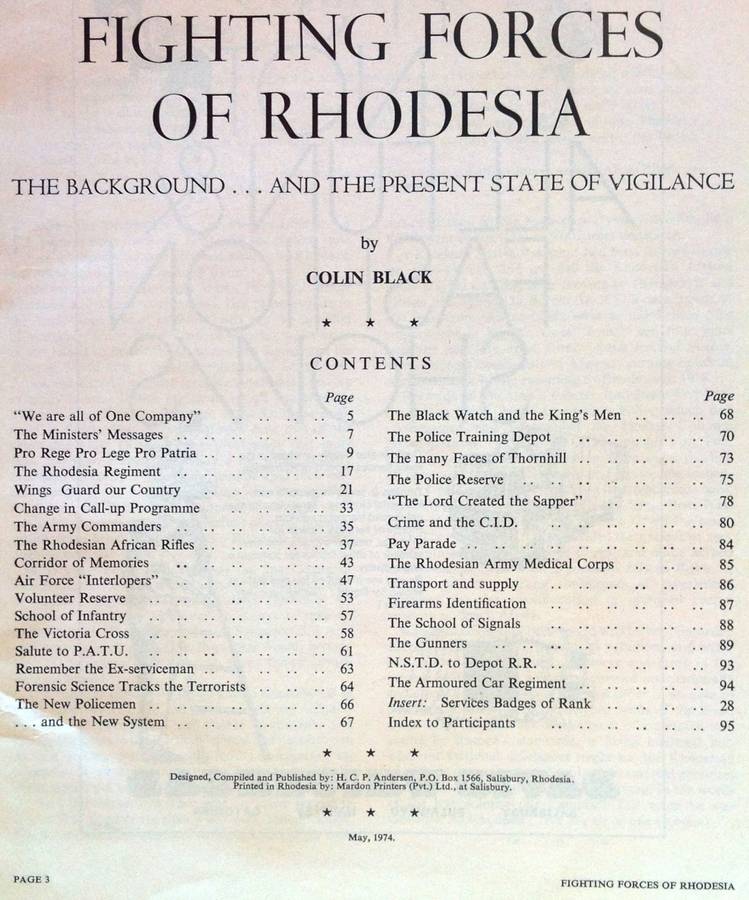 FIGHTING FORCES
OF RHODESIA
THE BACKGROUND . . . AND THE PRESENT STATE OF VIGILANCE
by
COLIN BLACK
★ ★ ★
CONTENTS
Page
"We are all of One Company" .. .. .. .. 5
The Ministers' Messages .. .. .. .. .. 7
Pro Rege Pro Lege Pro Patria .. .. .. .. 9
The Rhodesia Regiment .. .. .. .. .. 17
Wings Guard our Country .. .. .. .. 21
Change in Call-up Programme .. .. .. .. 33
The Army Commanders .. .. .. .. .. 35
The Rhodesian African Rifles .. .. .. .. 37
Corridor of Memories .. .. .. .. .. 43
Air Force "Interlopers" .. .. .. .. .. 47
Volunteer Reserve .. .. .. .. .. 53
School of Infantry .. .. .. .. .. 57
The Victoria Cross .. .. .. .. .. 58
Salute to P.A.T.U. .. .. .. .. .. 61
Remember the Ex-serviceman .. .. .. .. 63
Forensic Science Tracks the Terrorists .. .. .. 64
The New Policemen .. .. .. .. .. 66
. . . and the New System .. .. .. .. .. 67
Page
The Black Watch and the King's Men .. .. .. 68
The Police Training Depot .. .. .. .. 70
The many Faces of Thornhill .. .. .. .. 73
The Police Reserve .. .. .. .. .. 75
"The Lord Created the Sapper" .. .. .. .. 78
Crime and the C.I.D. .. .. .. .. .. 80
Pay Parade .. .. .. .. .. .. .. 84
The Rhodesian Army Medical Corps .. .. .. 85
Transport and supply .. .. .. .. .. 86
Firearms Identification .. .. .. .. .. 87
The School of Signals .. .. .. .. .. 88
The Gunners .. .. .. .. .. .. 89
N.S.T.D. to Depot R.R. .. .. .. .. .. 93
The Armoured Car Regiment .. .. .. .. 94
Insert: Services Badges of Rank .. .. .. 28
Index to Participants .. .. .. .. .. 95
★ ★ ★
Designed, Compiled and Published by: H. C. P. Andersen, P.O. Box 1566, Salisbury, Rhodesia.
Printed in Rhodesia by: Mardon Printers (Pvt.) Ltd., at Salisbury.
★ ★ ★
May, 1974.
PAGE 3
FIGHTING FORCES OF RHODESIA